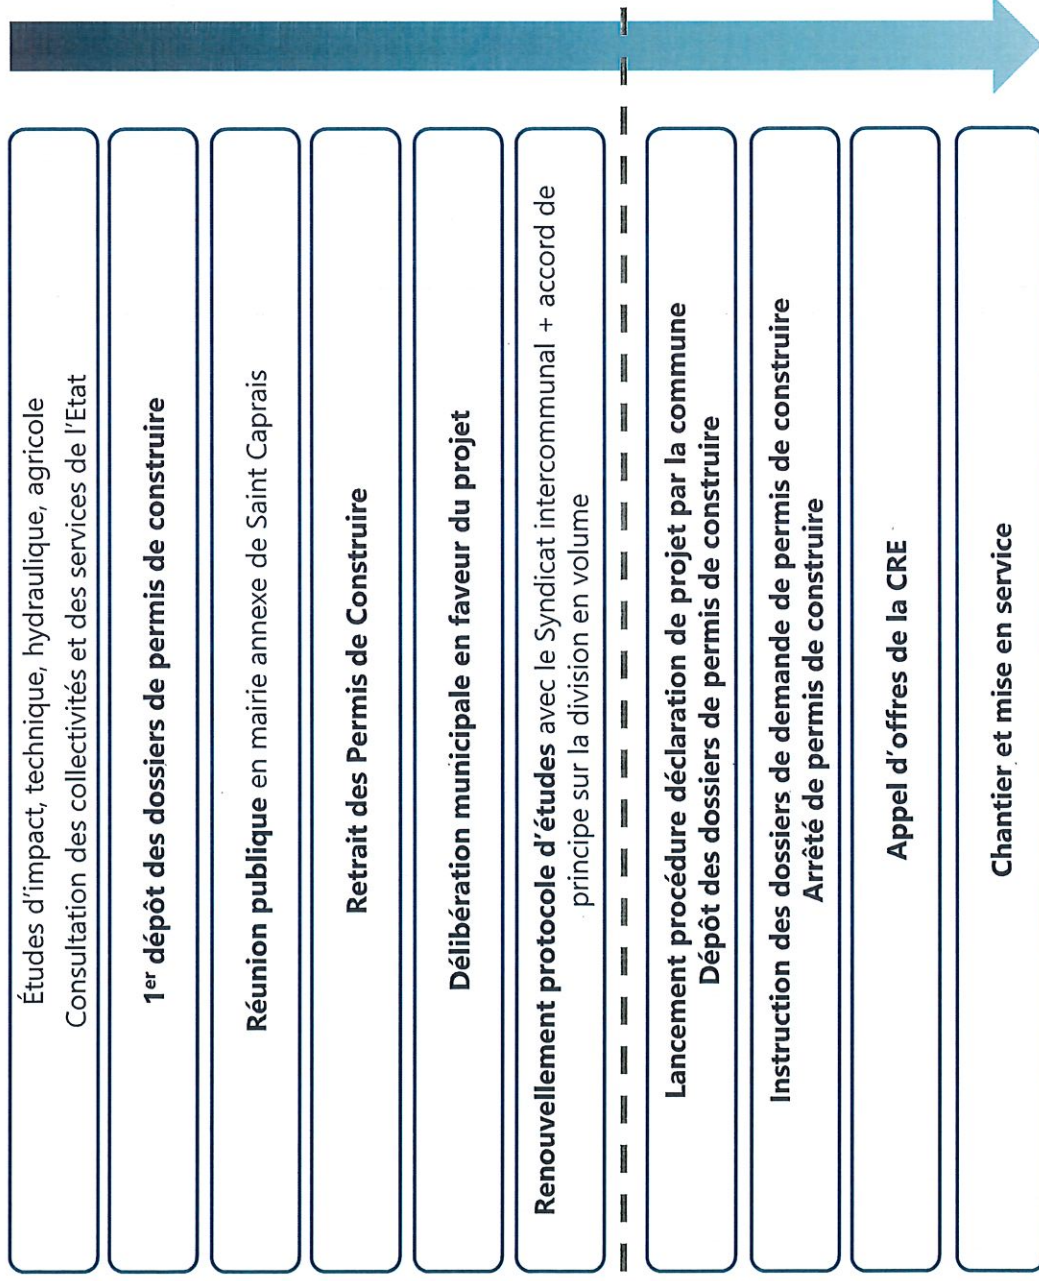 Études d'impact, technique, hydraulique, agricole
Consultation des collectivités et des services de l'Etat
1er dépôt des dossiers de permis de construire
Réunion publique en mairie annexe de Saint Caprais
Retrait des Permis de Construire
Délibération municipale en faveur du projet
Renouvellement protocole d'études avec le Syndicat intercommunal + accord de
principe sur la division en volume
Lancement procédure déclaration de projet par la commune
Dépôt des dossiers de permis de construire
Instruction des dossiers de demande de permis de construire
Arrêté de permis de construire
Appel d'offres de la CRE
Chantier et mise en service